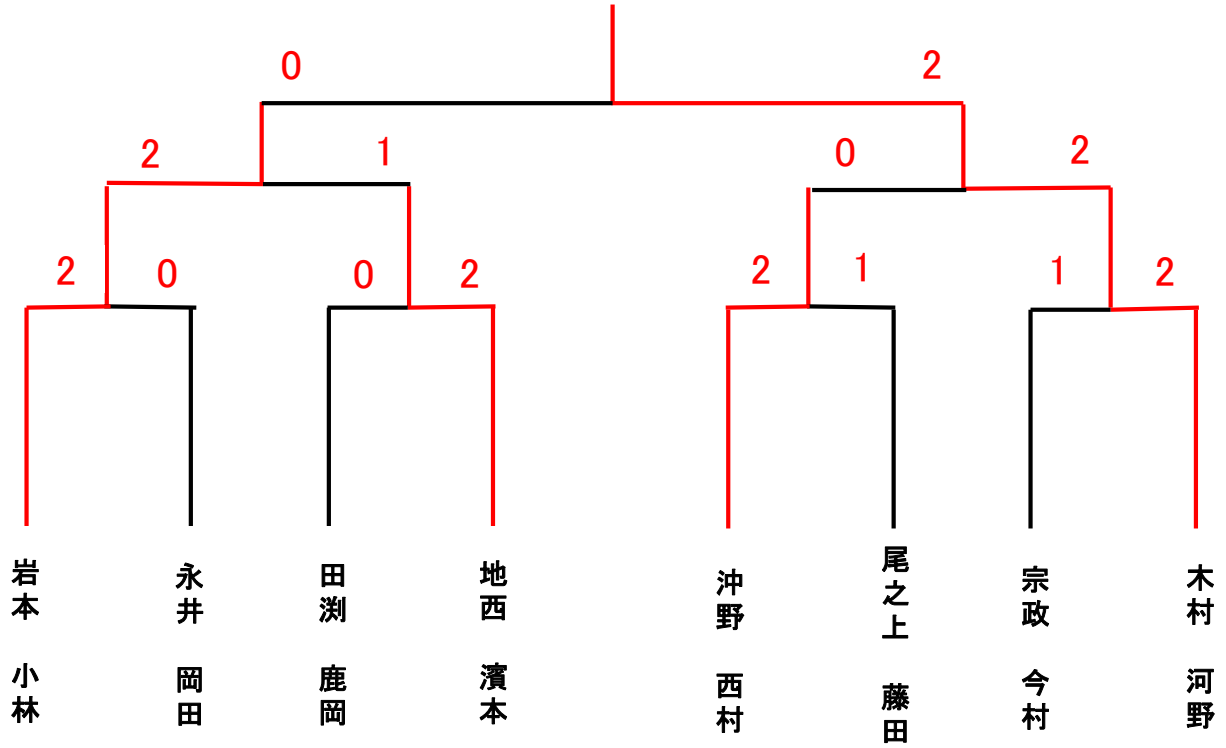 0 2
2 1 0 2
2 0 0 2 2 1 1 2
岩本 小林
永井 岡田
田渕 鹿岡
地西 濱本
沖野 西村
尾之上 藤田
宗政 今村
木村 河野